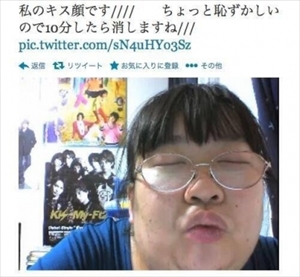 私のキス顔です////　　ちょっと恥ずかしい
ので10分したら消しますね///
pic.twitter.com/sN4uHY03Sz
返信 リツイート ★お気に入りに登録 ••• その他
Kis-My-Ft2